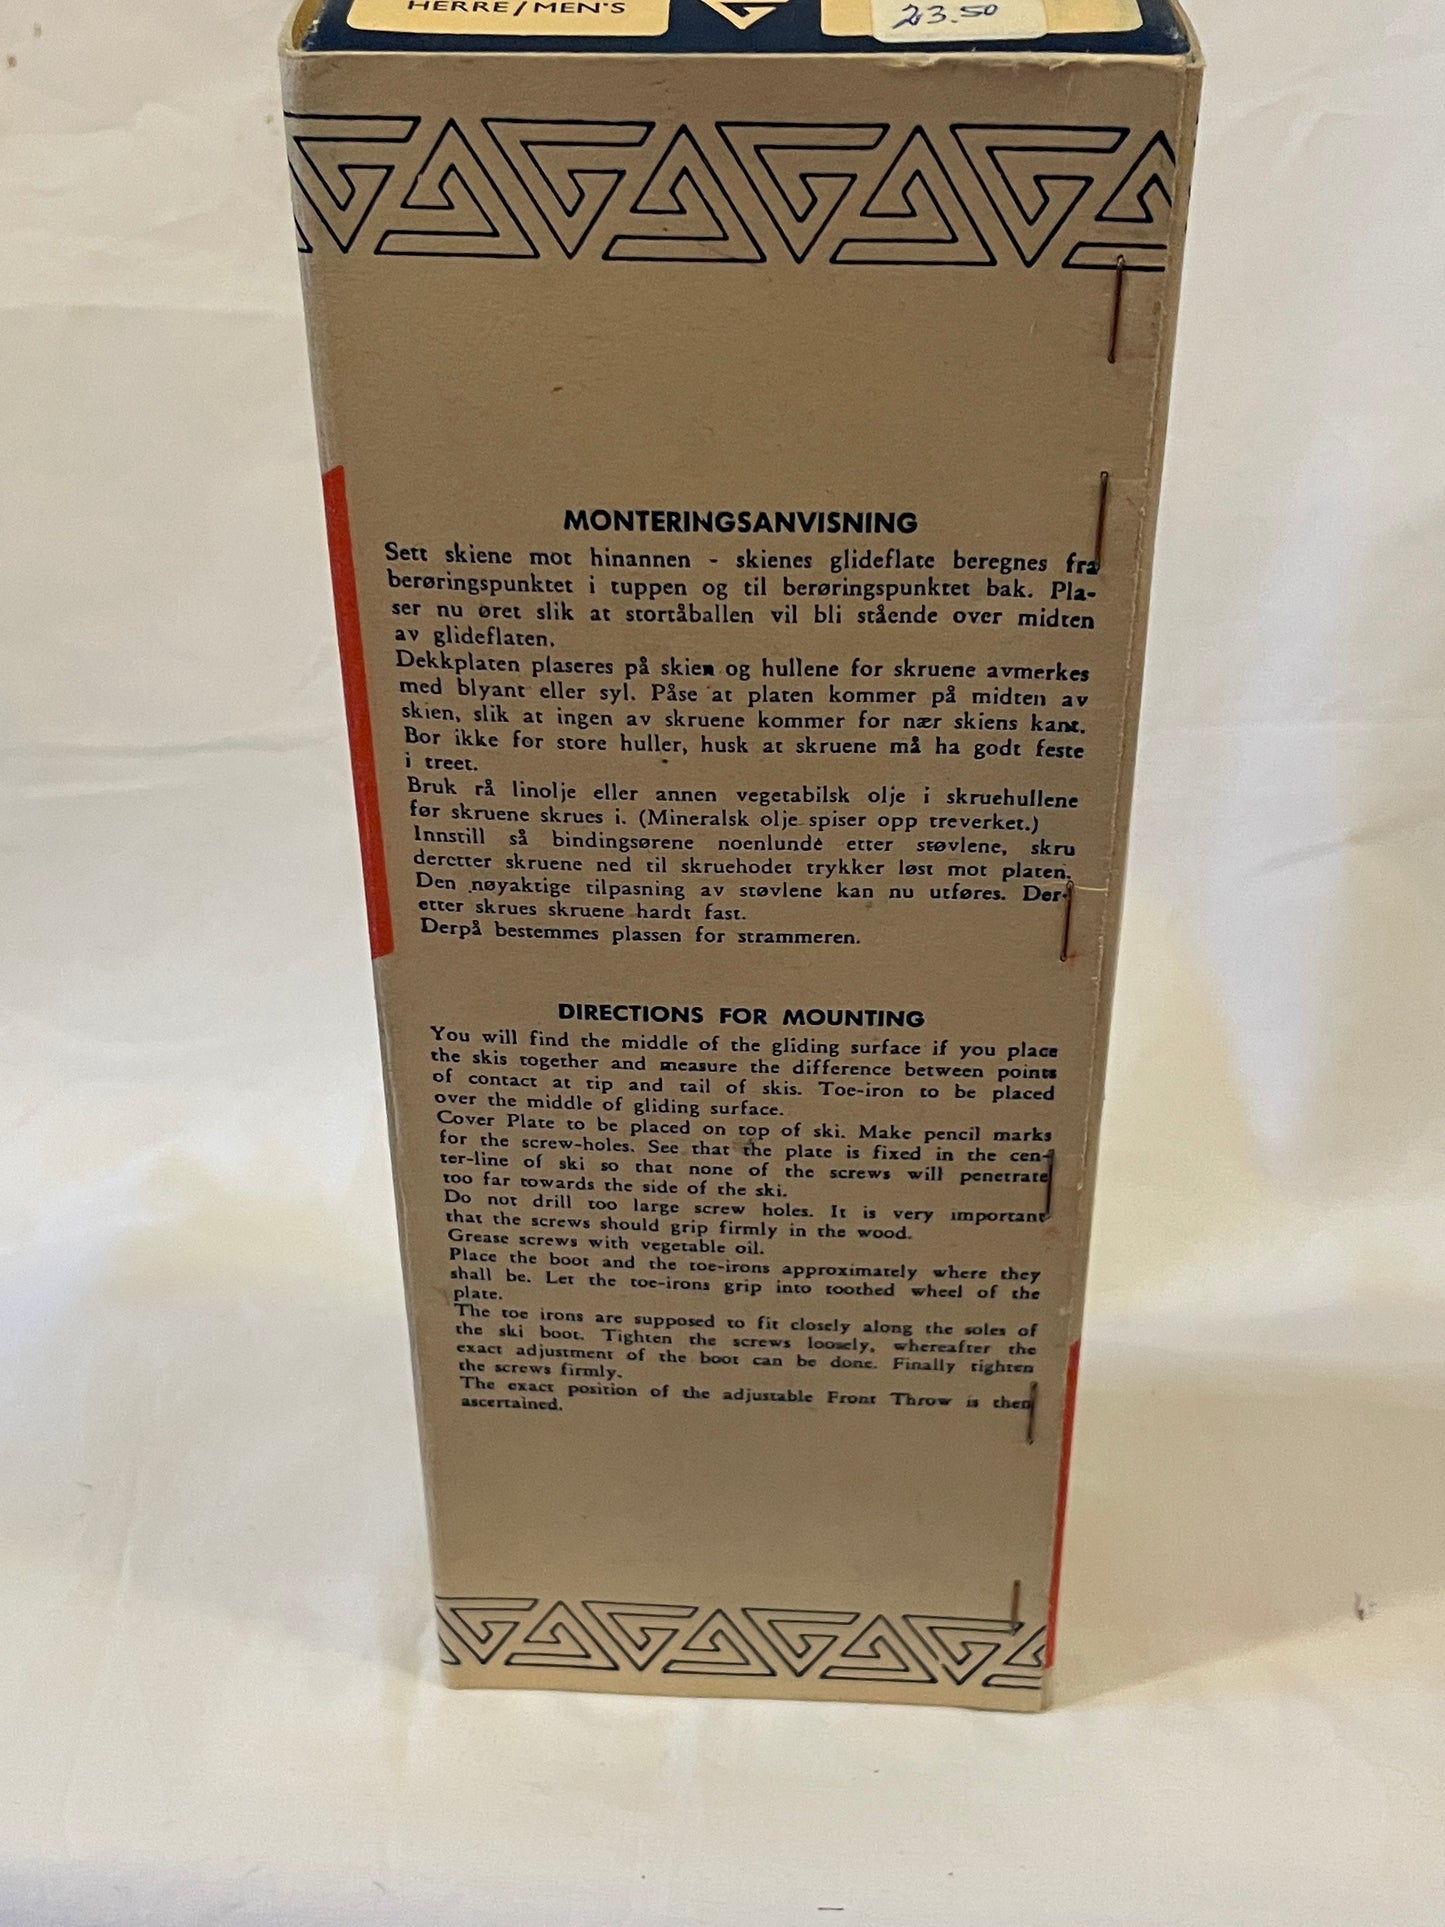 HERRE / MEN'S
23.50
MONTERINGSANVISNING
Sett skiene mot hinannen - skienes glideflate beregnes fra
berøringspunktet i tuppen og til berøringspunktet bak. Pla-
ser nu øret slik at stortåballen vil bli stående over midten
av glideflaten.
Dekkplaten plaseres på skien og hullene for skruene avmerkes
med blyant eller syl. Påse at platen kommer på midten av
skien, slik at ingen av skruene kommer for nær skiens kant.
Bor ikke for store huller, husk at skruene må ha godt feste
i treet.
Bruk rå linolje eller annen vegetabilsk olje i skruehullene
før skruene skrues i. (Mineralsk olje spiser opp treverket.)
Innstill så bindingsørene noenlunde etter støvlene, skru
deretter skruene ned til skruehodet trykker løst mot platen.
Den nøyaktige tilpasning av støvlene kan nu utføres. Der-
etter skrues skruene hardt fast.
Derpå bestemmes plassen for strammeren.
DIRECTIONS FOR MOUNTING
You will find the middle of the gliding surface if you place
the skis together and measure the difference between points
of contact at tip and tail of skis. Toe-iron to be placed
over the middle of gliding surface.
Cover Plate to be placed on top of ski. Make pencil marks
for the screw-holes. See that the plate is fixed in the cen-
ter-line of ski so that none of the screws will penetrate
too far towards the side of the ski.
Do not drill too large screw holes. It is very important
that the screws should grip firmly in the wood.
Grease screws with vegetable oil.
Place the boot and the toe-irons approximately where they
shall be. Let the toe-irons grip into toothed wheel of the
plate.
The toe irons are supposed to fit closely along the soles of
the ski boot. Tighten the screws loosely, whereafter the
exact adjustment of the boot can be done. Finally tighten
the screws firmly.
The exact position of the adjustable Front Throw is then
ascertained.